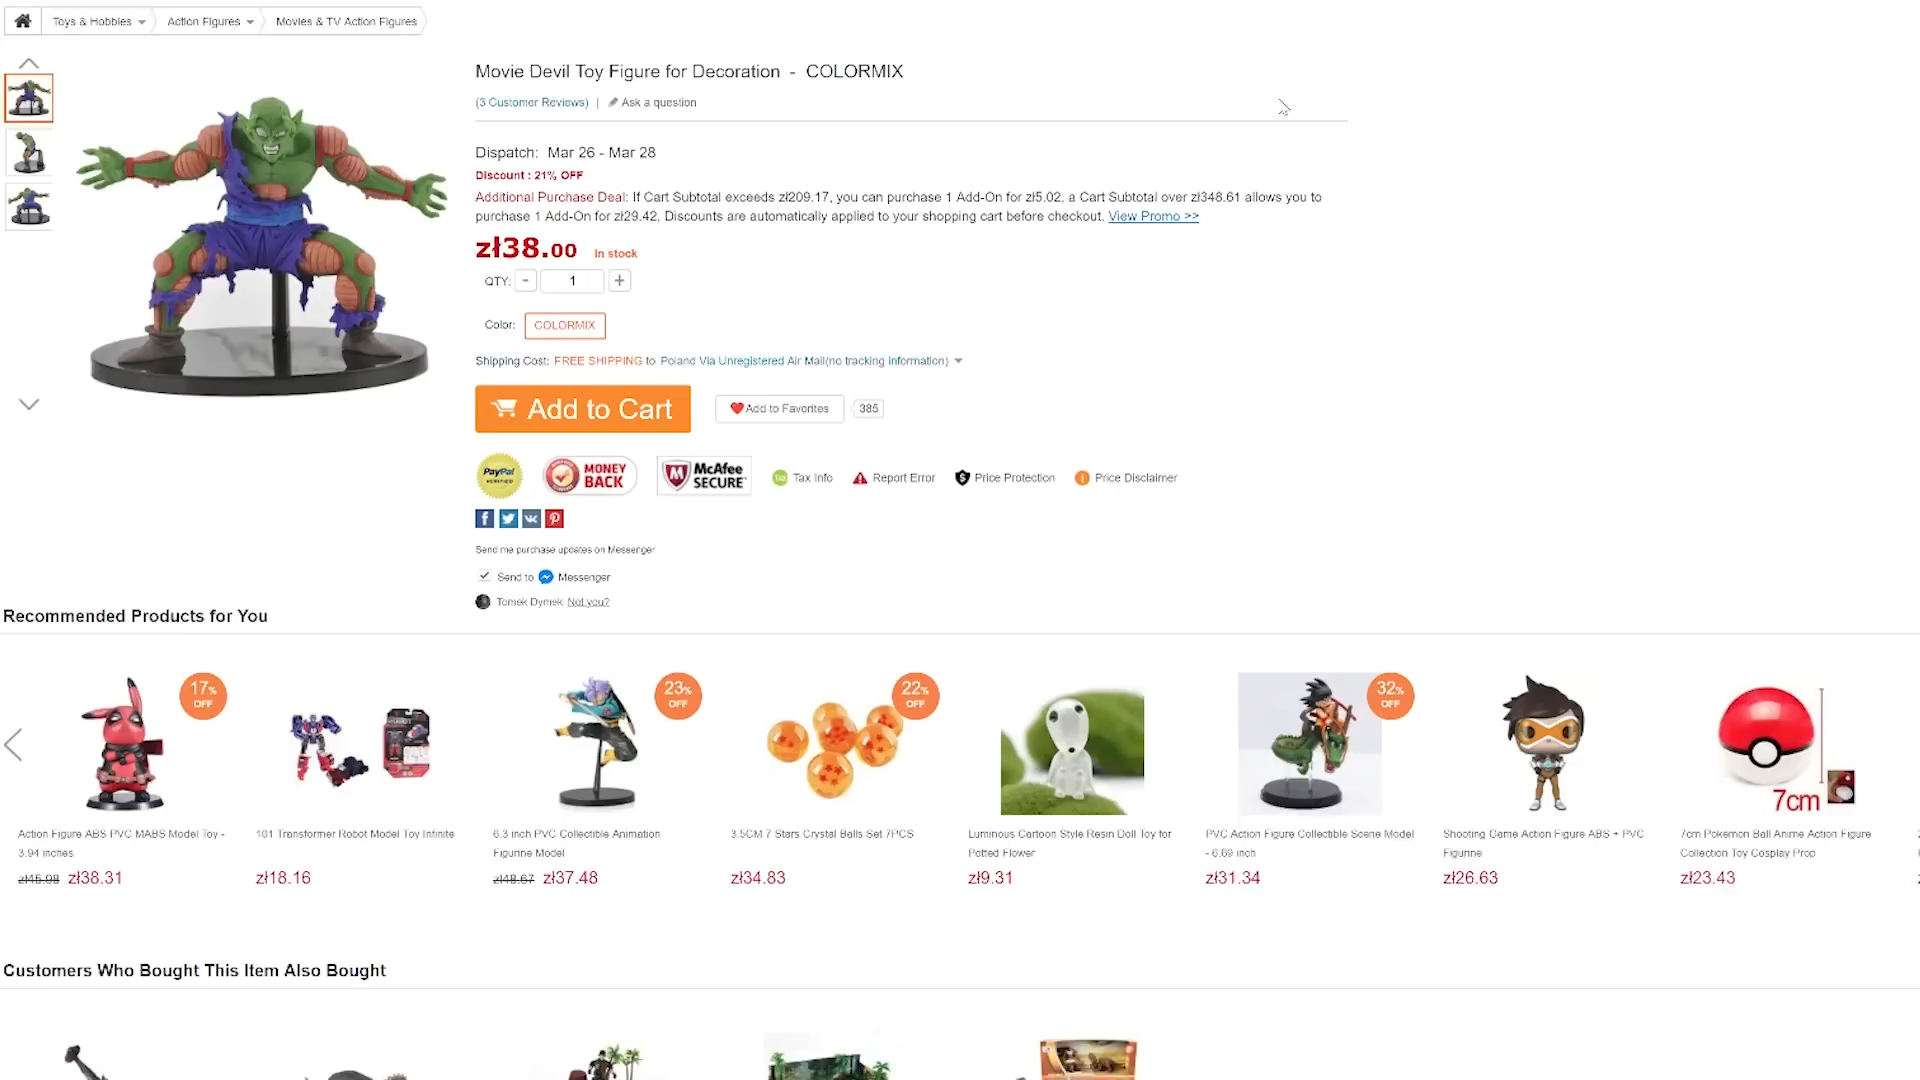 Toys & Hobbies
Action Figures
Movies & TV Action Figures
Movie Devil Toy Figure for Decoration - COLORMIX
(3 Customer Reviews) | Ask a question
Dispatch: Mar 26 - Mar 28
Discount : 21% OFF
Additional Purchase Deal: If Cart Subtotal exceeds zł209.17, you can purchase 1 Add-On for zł5.02, a Cart Subtotal over zł348.61 allows you to
purchase 1 Add-On for zł29.42, Discounts are automatically applied to your shopping cart before checkout. View Promo >>
zł38.00 In stock
QTY: - 1 +
Color: COLORMIX
Shipping Cost: FREE SHIPPING to Poland Via Unregistered Air Mail(no tracking information)
Add to Cart
Add to Favorites
385
PayPal
VERIFIED
MONEY
BACK
McAfee
SECURE
Tax Info
Report Error
Price Protection
Price Disclaimer
Send me purchase updates on Messenger
Send to Messenger
Tomek Dymek Not you?
Recommended Products for You
17% OFF
23% OFF
22% OFF
32% OFF
7cm
Action Figure ABS PVC MABS Model Toy -
3.94 inches
zł45.98 zł38.31
101 Transformer Robot Model Toy Infinite
zł18.16
6.3 inch PVC Collectible Animation
Figurine Model
zł48.67 zł37.48
3.5CM 7 Stars Crystal Balls Set 7PCS
zł34.83
Luminous Cartoon Style Resin Doll Toy for
Potted Flower
zł9.31
PVC Action Figure Collectible Scene Model
- 6.69 inch
zł31.34
Shooting Game Action Figure ABS + PVC
Figurine
zł26.63
7cm Pokemon Ball Anime Action Figure
Collection Toy Cosplay Prop
zł23.43
Customers Who Bought This Item Also Bought